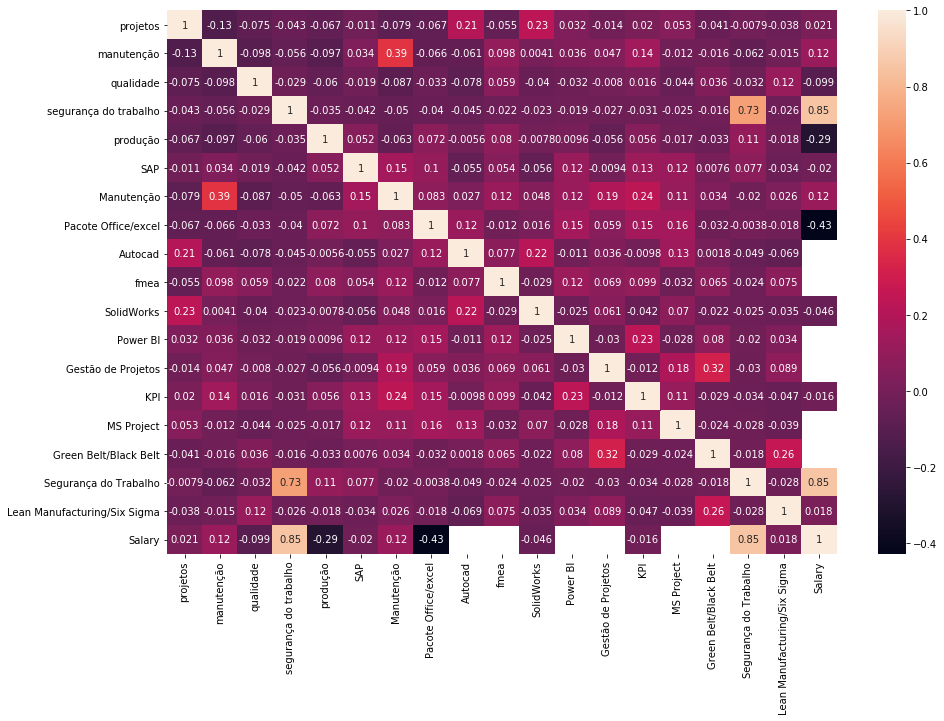 projetos 1 -0.13 -0.075 -0.043 -0.067 -0.011 -0.079 -0.067 0.21 -0.055 0.23 0.032 -0.014 0.02 0.053 -0.041 -0.0079 -0.038 0.021
manutenção -0.13 1 -0.098 -0.056 -0.097 0.034 0.39 -0.066 -0.061 0.098 0.0041 0.036 0.047 0.14 -0.012 -0.016 -0.062 -0.015 0.12
qualidade -0.075 -0.098 1 -0.029 -0.06 -0.019 -0.087 -0.033 -0.078 0.059 -0.04 -0.032 -0.008 0.016 -0.044 0.036 -0.032 0.12 -0.099
segurança do trabalho -0.043 -0.056 -0.029 1 -0.035 -0.042 -0.05 -0.04 -0.045 -0.022 -0.023 -0.019 -0.027 -0.031 -0.025 -0.016 0.73 -0.026 0.85
produção -0.067 -0.097 -0.06 -0.035 1 0.052 -0.063 0.072 -0.0056 0.08 -0.0078 0.0096 -0.056 0.056 -0.017 -0.033 0.11 -0.018 -0.29
SAP -0.011 0.034 -0.019 -0.042 0.052 1 0.15 0.1 -0.055 0.054 -0.056 0.12 -0.0094 0.13 0.12 0.0076 0.077 -0.034 -0.02
Manutenção -0.079 0.39 -0.087 -0.05 -0.063 0.15 1 0.083 0.027 0.12 0.048 0.12 0.19 0.24 0.11 0.034 -0.02 0.026 0.12
Pacote Office/excel -0.067 -0.066 -0.033 -0.04 0.072 0.1 0.083 1 0.12 -0.012 0.016 0.15 0.059 0.15 0.16 -0.032 -0.0038 -0.018 -0.43
Autocad 0.21 -0.061 -0.078 -0.045 -0.0056 -0.055 0.027 0.12 1 0.077 0.22 -0.011 0.036 -0.0098 0.13 0.0018 -0.049 -0.069
fmea -0.055 0.098 0.059 -0.022 0.08 0.054 0.12 -0.012 0.077 1 -0.029 0.12 0.069 0.099 -0.032 0.065 -0.024 0.075
SolidWorks 0.23 0.0041 -0.04 -0.023 -0.0078 -0.056 0.048 0.016 0.22 -0.029 1 -0.025 0.061 -0.042 0.07 -0.022 -0.025 -0.035 -0.046
Power BI 0.032 0.036 -0.032 -0.019 0.0096 0.12 0.12 0.15 -0.011 0.12 -0.025 1 -0.03 0.23 -0.028 0.08 -0.02 0.034
Gestão de Projetos -0.014 0.047 -0.008 -0.027 -0.056 -0.0094 0.19 0.059 0.036 0.069 0.061 -0.03 1 -0.012 0.18 0.32 -0.03 0.089
KPI 0.02 0.14 0.016 -0.031 0.056 0.13 0.24 0.15 -0.0098 0.099 -0.042 0.23 -0.012 1 0.11 -0.029 -0.034 -0.047 -0.016
MS Project 0.053 -0.012 -0.044 -0.025 -0.017 0.12 0.11 0.16 0.13 -0.032 0.07 -0.028 0.18 0.11 1 -0.024 -0.028 -0.039
Green Belt/Black Belt -0.041 -0.016 0.036 -0.016 -0.033 0.0076 0.034 -0.032 0.0018 0.065 -0.022 0.08 0.32 -0.029 -0.024 1 -0.018 0.26
Segurança do Trabalho -0.0079 -0.062 -0.032 0.73 0.11 0.077 -0.02 -0.0038 -0.049 -0.024 -0.025 -0.02 -0.03 -0.034 -0.028 -0.018 1 -0.028 0.85
Lean Manufacturing/Six Sigma -0.038 -0.015 0.12 -0.026 -0.018 -0.034 0.026 -0.018 -0.069 0.075 -0.035 0.034 0.089 -0.047 -0.039 0.26 -0.028 1 0.018
Salary 0.021 0.12 -0.099 0.85 -0.29 -0.02 0.12 -0.43 -0.046 -0.016 0.85 0.018 1
projetos
manutenção
qualidade
segurança do trabalho
produção
SAP
Manutenção
Pacote Office/excel
Autocad
fmea
SolidWorks
Power BI
Gestão de Projetos
KPI
MS Project
Green Belt/Black Belt
Segurança do Trabalho
Lean Manufacturing/Six Sigma
Salary
1.0
0.8
0.6
0.4
0.2
0.0
-0.2
-0.4